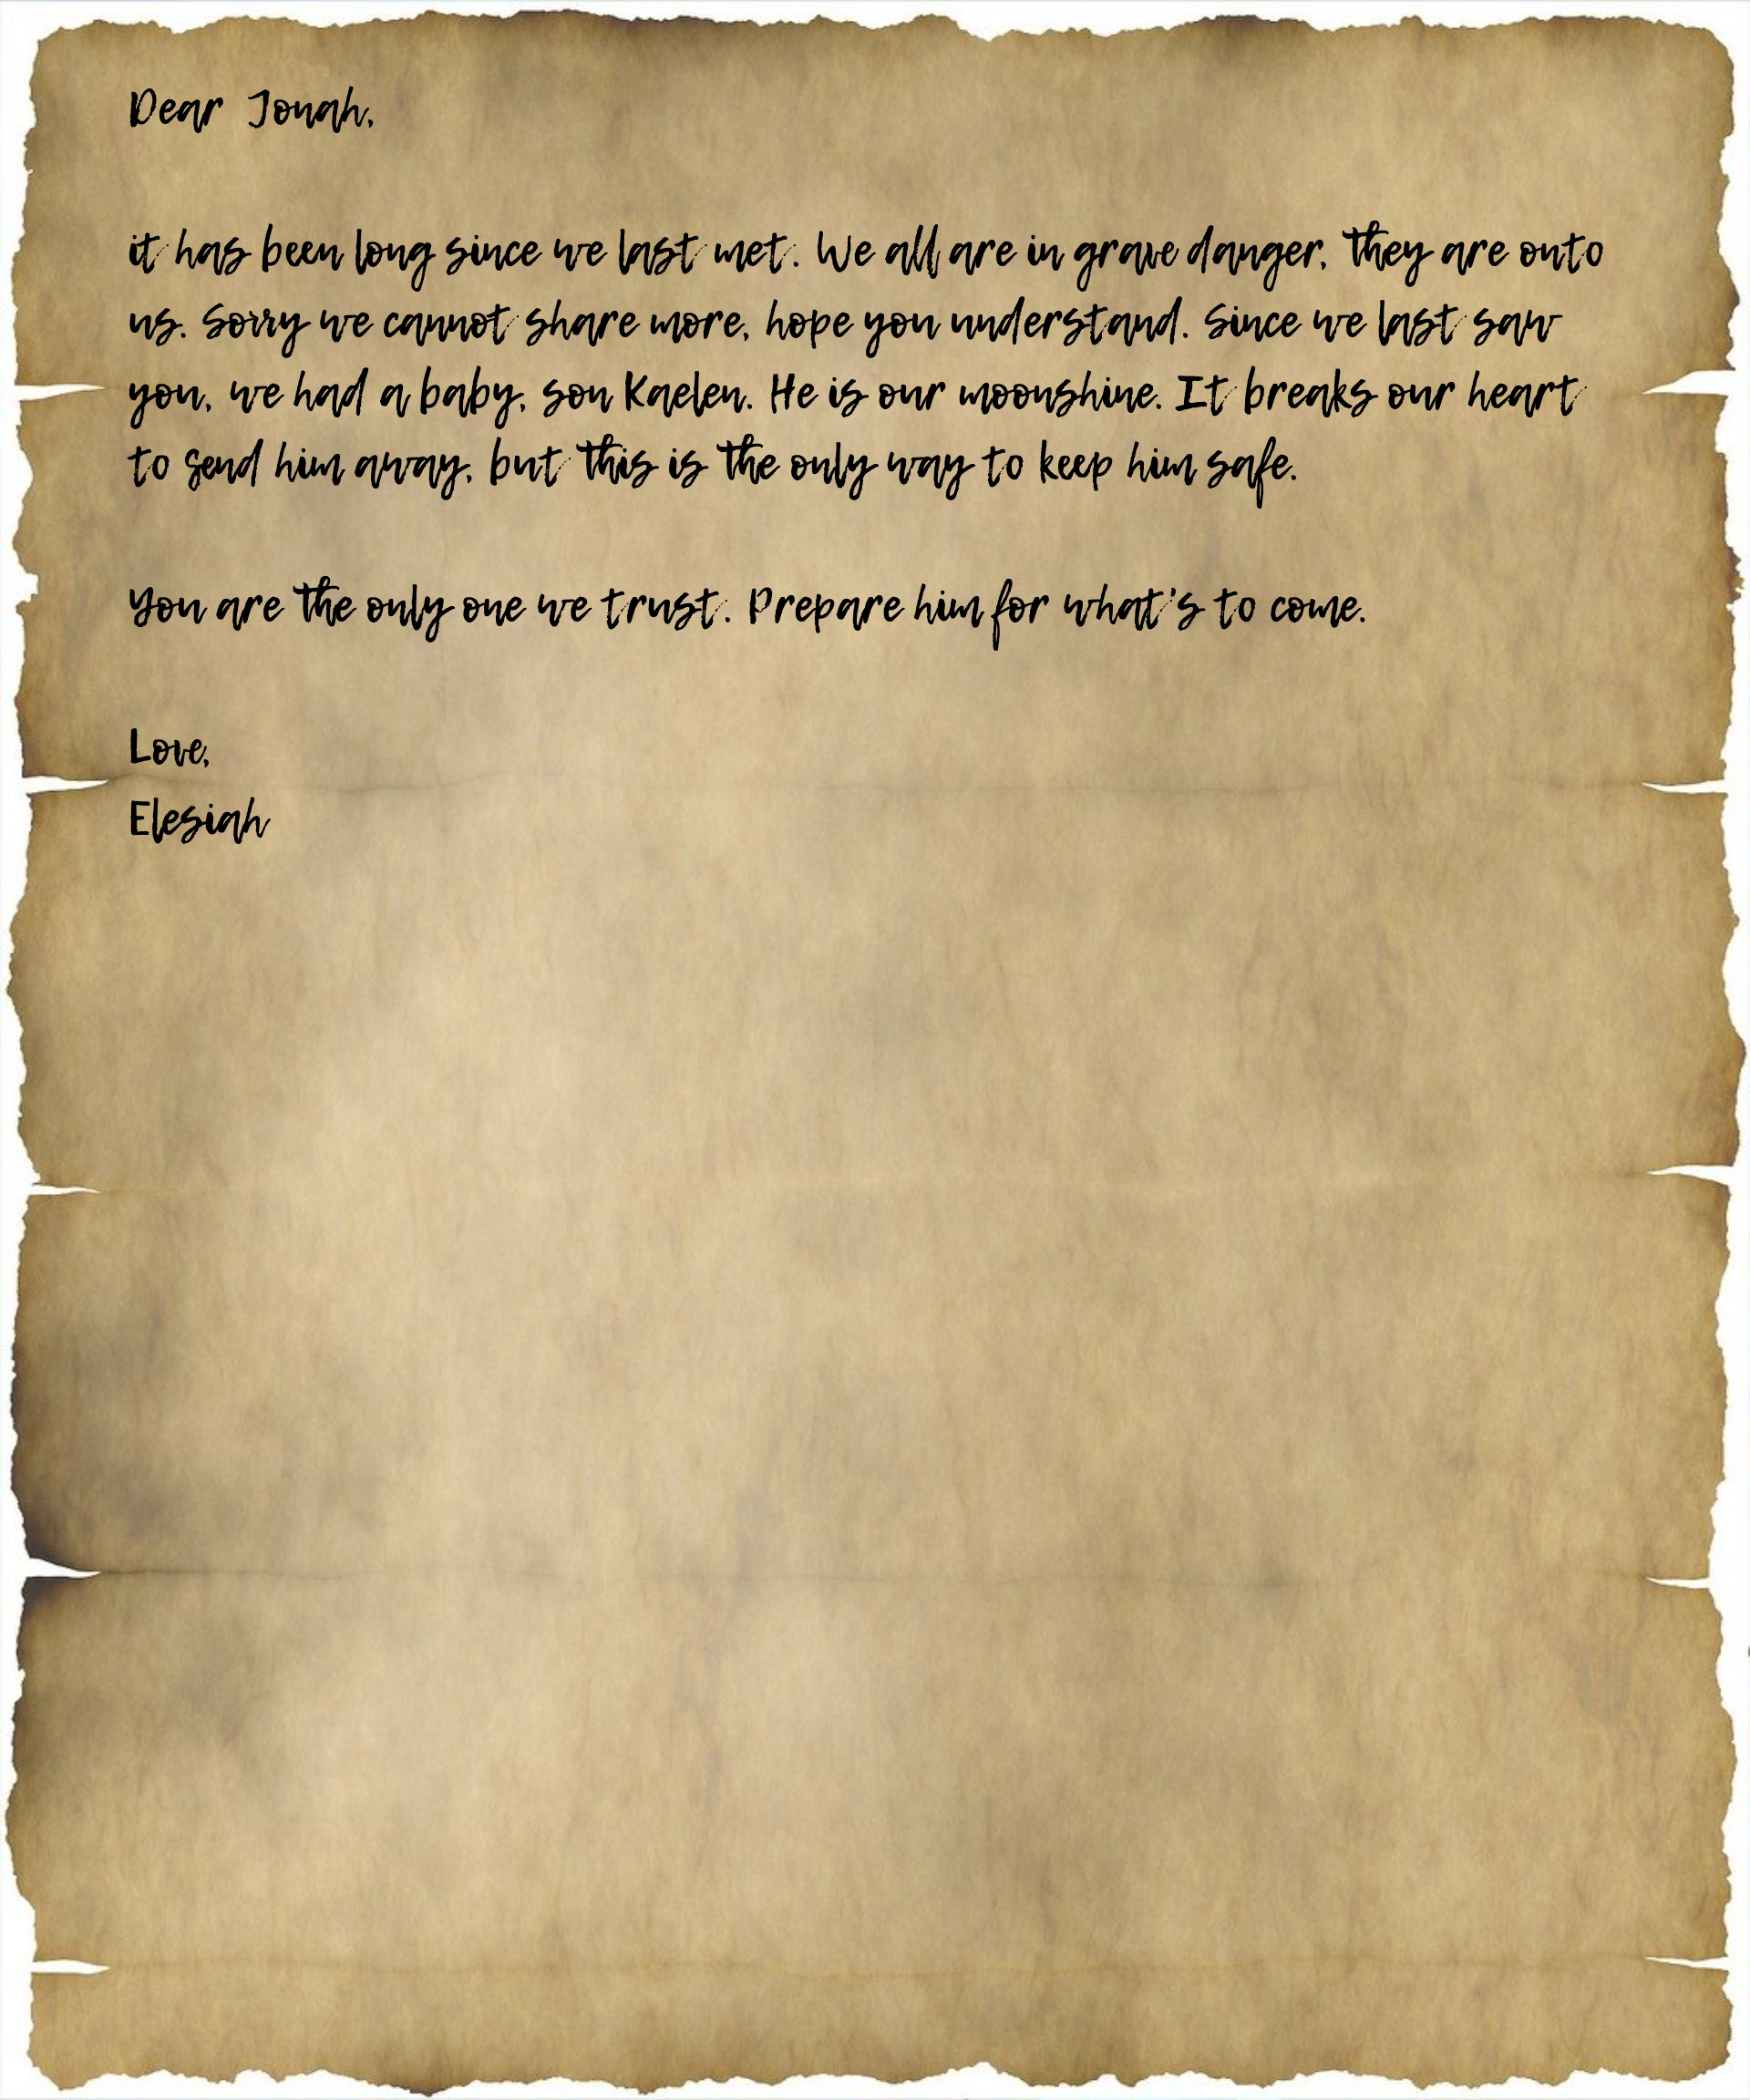 Dear Jonah,
it has been long since we last met. We all are in grave danger, they are onto
us. Sorry we cannot share more, hope you understand. Since we last saw
you, we had a baby, son Kaelen. He is our moonshine. It breaks our heart
to send him away, but this is the only way to keep him safe.
You are the only one we trust. Prepare him for what's to come.
Love,
Elesiah